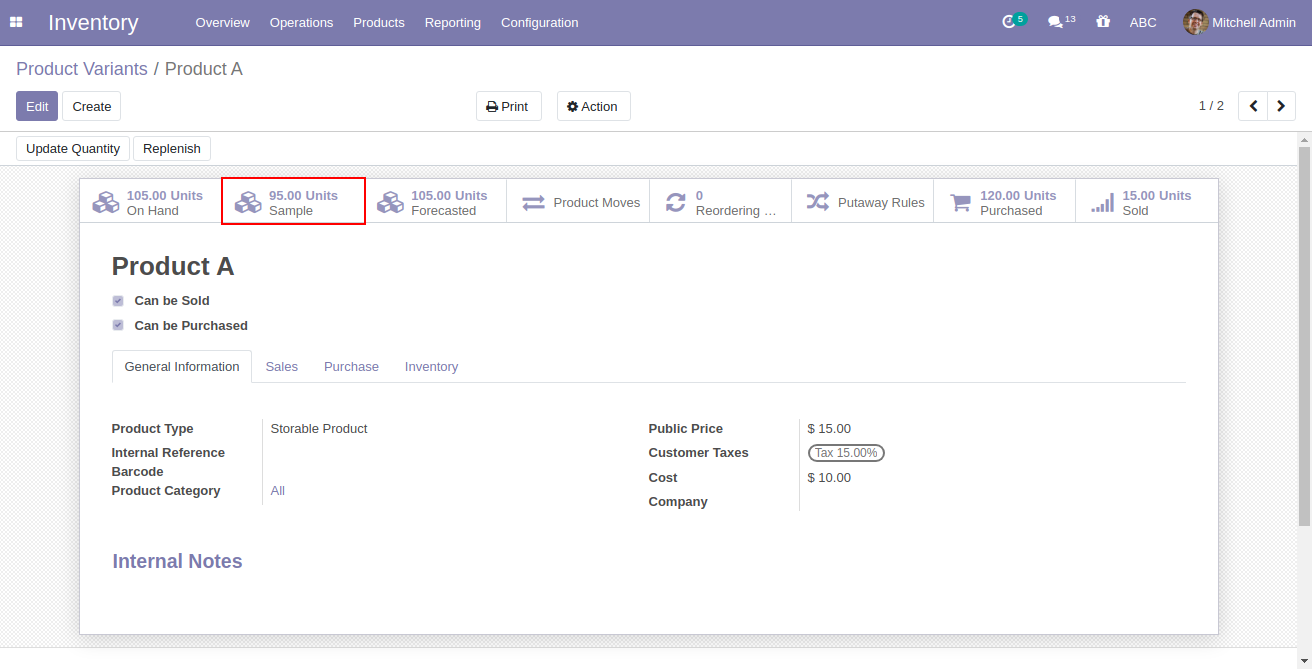 Inventory Overview Operations Products Reporting Configuration 5 13 ABC Mitchell Admin
Product Variants / Product A
Edit Create Print Action 1 / 2
Update Quantity Replenish
105.00 Units 95.00 Units 105.00 Units Product Moves 0 Putaway Rules 120.00 Units 15.00 Units
On Hand Sample Forecasted Reordering ... Purchased Sold
Product A
Can be Sold
Can be Purchased
General Information Sales Purchase Inventory
Product Type Storable Product Public Price $ 15.00
Internal Reference Customer Taxes Tax 15.00%
Barcode Cost $ 10.00
Product Category All Company
Internal Notes